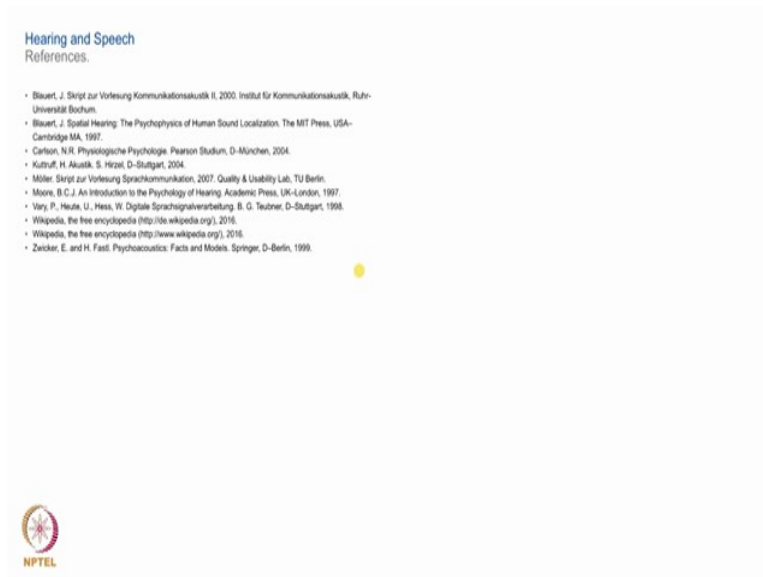 Hearing and Speech
References.
• Blauert, J. Skript zur Vorlesung Kommunikationsakustik II, 2000. Institut für Kommunikationsakustik, Ruhr-
Universität Bochum.
• Blauert, J. Spatial Hearing: The Psychophysics of Human Sound Localization. The MIT Press, USA–
Cambridge MA, 1997.
• Carlson, N.R. Physiologische Psychologie. Pearson Studium, D–München, 2004.
• Kuttruff, H. Akustik. S. Hirzel, D–Stuttgart, 2004.
• Möller. Skript zur Vorlesung Sprachkommunikation, 2007. Quality & Usability Lab, TU Berlin.
• Moore, B.C.J. An Introduction to the Psychology of Hearing. Academic Press, UK–London, 1997.
• Vary, P., Heute, U., Hess, W. Digitale Sprachsignalverarbeitung. B. G. Teubner, D–Stuttgart, 1998.
• Wikipedia, the free encyclopedia (http://de.wikipedia.org/), 2016.
• Wikipedia, the free encyclopedia (http://www.wikipedia.org/), 2016.
• Zwicker, E. and H. Fastl. Psychoacoustics: Facts and Models. Springer, D–Berlin, 1999.
NPTEL